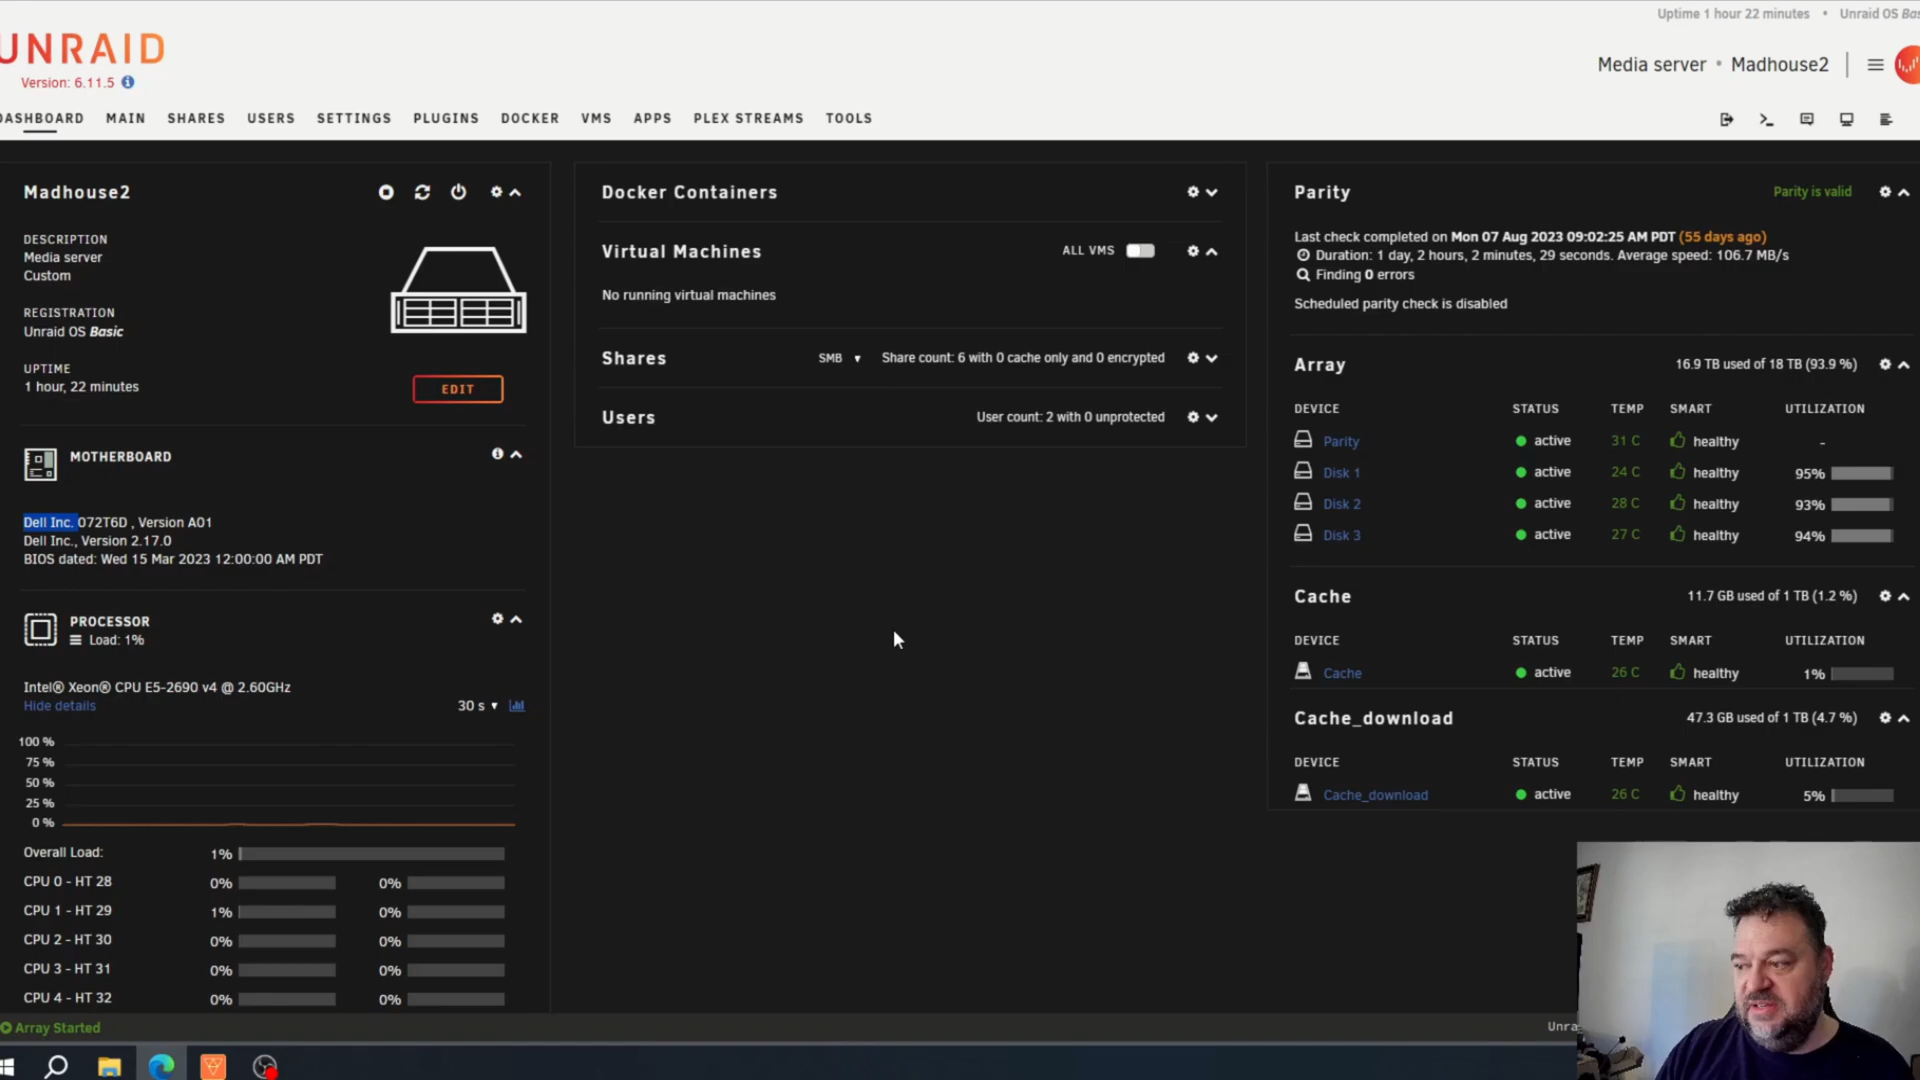 Uptime 1 hour 22 minutes • Unraid OS Bas
UNRAID
Version: 6.11.5
Media server • Madhouse2
DASHBOARD MAIN SHARES USERS SETTINGS PLUGINS DOCKER VMS APPS PLEX STREAMS TOOLS
Madhouse2
DESCRIPTION
Media server
Custom
REGISTRATION
Unraid OS Basic
UPTIME
1 hour, 22 minutes
EDIT
MOTHERBOARD
Dell Inc. 072T6D , Version A01
Dell Inc., Version 2.17.0
BIOS dated: Wed 15 Mar 2023 12:00:00 AM PDT
PROCESSOR
Load: 1%
Intel® Xeon® CPU E5-2690 v4 @ 2.60GHz
Hide details
30 s ▾
100 %
75 %
50 %
25 %
0 %
Overall Load: 1%
CPU 0 - HT 28 0% 0%
CPU 1 - HT 29 1% 0%
CPU 2 - HT 30 0% 0%
CPU 3 - HT 31 0% 0%
CPU 4 - HT 32 0% 0%
Docker Containers
Virtual Machines ALL VMS
No running virtual machines
Shares SMB ▾ Share count: 6 with 0 cache only and 0 encrypted
Users User count: 2 with 0 unprotected
Parity Parity is valid
Last check completed on Mon 07 Aug 2023 09:02:25 AM PDT (55 days ago)
Duration: 1 day, 2 hours, 2 minutes, 29 seconds. Average speed: 106.7 MB/s
Finding 0 errors
Scheduled parity check is disabled
Array 16.9 TB used of 18 TB (93.9 %)
DEVICE STATUS TEMP SMART UTILIZATION
Parity active 31 C healthy -
Disk 1 active 24 C healthy 95%
Disk 2 active 28 C healthy 93%
Disk 3 active 27 C healthy 94%
Cache 11.7 GB used of 1 TB (1.2 %)
DEVICE STATUS TEMP SMART UTILIZATION
Cache active 26 C healthy 1%
Cache_download 47.3 GB used of 1 TB (4.7 %)
DEVICE STATUS TEMP SMART UTILIZATION
Cache_download active 26 C healthy 5%
Array Started
Unra